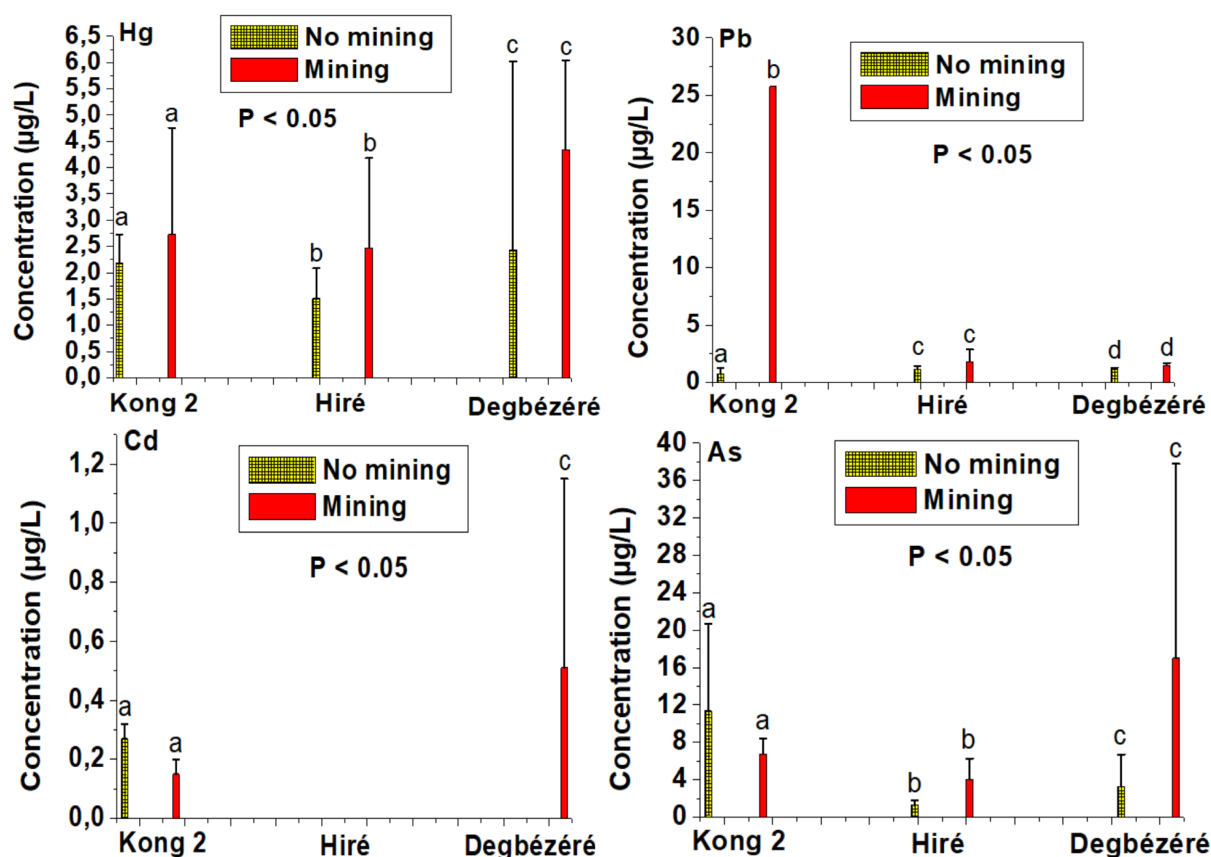 Hg
No mining
Mining
P < 0.05
Concentration (µg/L)
6,5
6,0
5,5
5,0
4,5
4,0
3,5
3,0
2,5
2,0
1,5
1,0
0,5
0,0
a
a
b
b
c
c
Kong 2
Hiré
Degbézéré
Pb
No mining
Mining
P < 0.05
Concentration (µg/L)
30
25
20
15
10
5
0
a
b
c
c
d
d
Kong 2
Hiré
Degbézéré
Cd
No mining
Mining
P < 0.05
Concentration (µg/L)
1,2
1,0
0,8
0,6
0,4
0,2
0,0
a
a
c
Kong 2
Hiré
Degbézéré
As
No mining
Mining
P < 0.05
Concentration (µg/L)
40
36
32
28
24
20
16
12
8
4
0
a
a
b
b
c
c
Kong 2
Hiré
Degbézéré